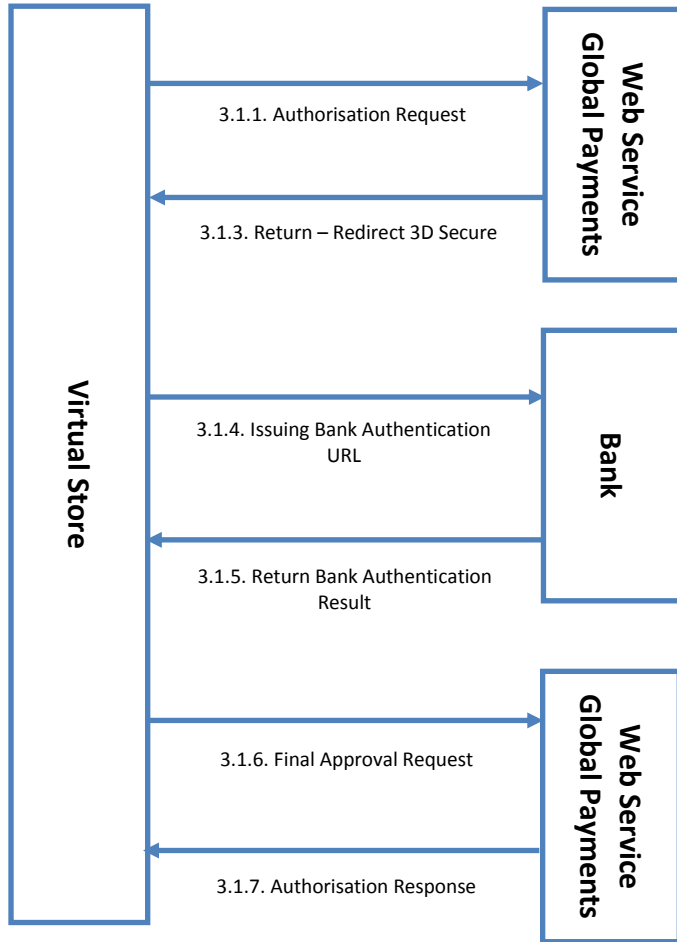 Virtual Store
Web Service
Global Payments
3.1.1. Authorisation Request
3.1.3. Return – Redirect 3D Secure
Bank
3.1.4. Issuing Bank Authentication
URL
3.1.5. Return Bank Authentication
Result
Web Service
Global Payments
3.1.6. Final Approval Request
3.1.7. Authorisation Response